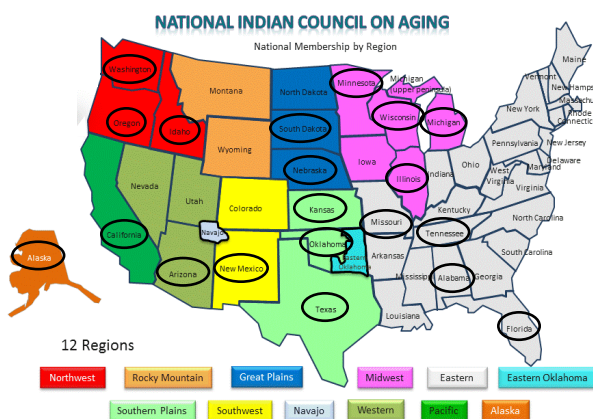 NATIONAL INDIAN COUNCIL ON AGING
National Membership by Region
Washington
Oregon
Idaho
Montana
Wyoming
North Dakota
South Dakota
Nebraska
Minnesota
Michigan
(upper peninsula)
Wisconsin
Michigan
Iowa
Illinois
Indiana
Ohio
Maine
Vermont
New Hamps
Massachu
Rhode
Connectic
New York
New Jersey
Pennsylvania
Delaware
Maryland
West
Virginia
Virginia
Kentucky
North Carolina
Tennessee
South Carolina
Nevada
Utah
Colorado
Kansas
Missouri
California
Navajo
Arizona
New Mexico
Oklahoma
Eastern
Oklahoma
Arkansas
Mississipp
Alabama
Georgia
Texas
Louisiana
Florida
Alaska
12 Regions
Northwest
Rocky Mountain
Great Plains
Midwest
Eastern
Eastern Oklahoma
Southern Plains
Southwest
Navajo
Western
Pacific
Alaska